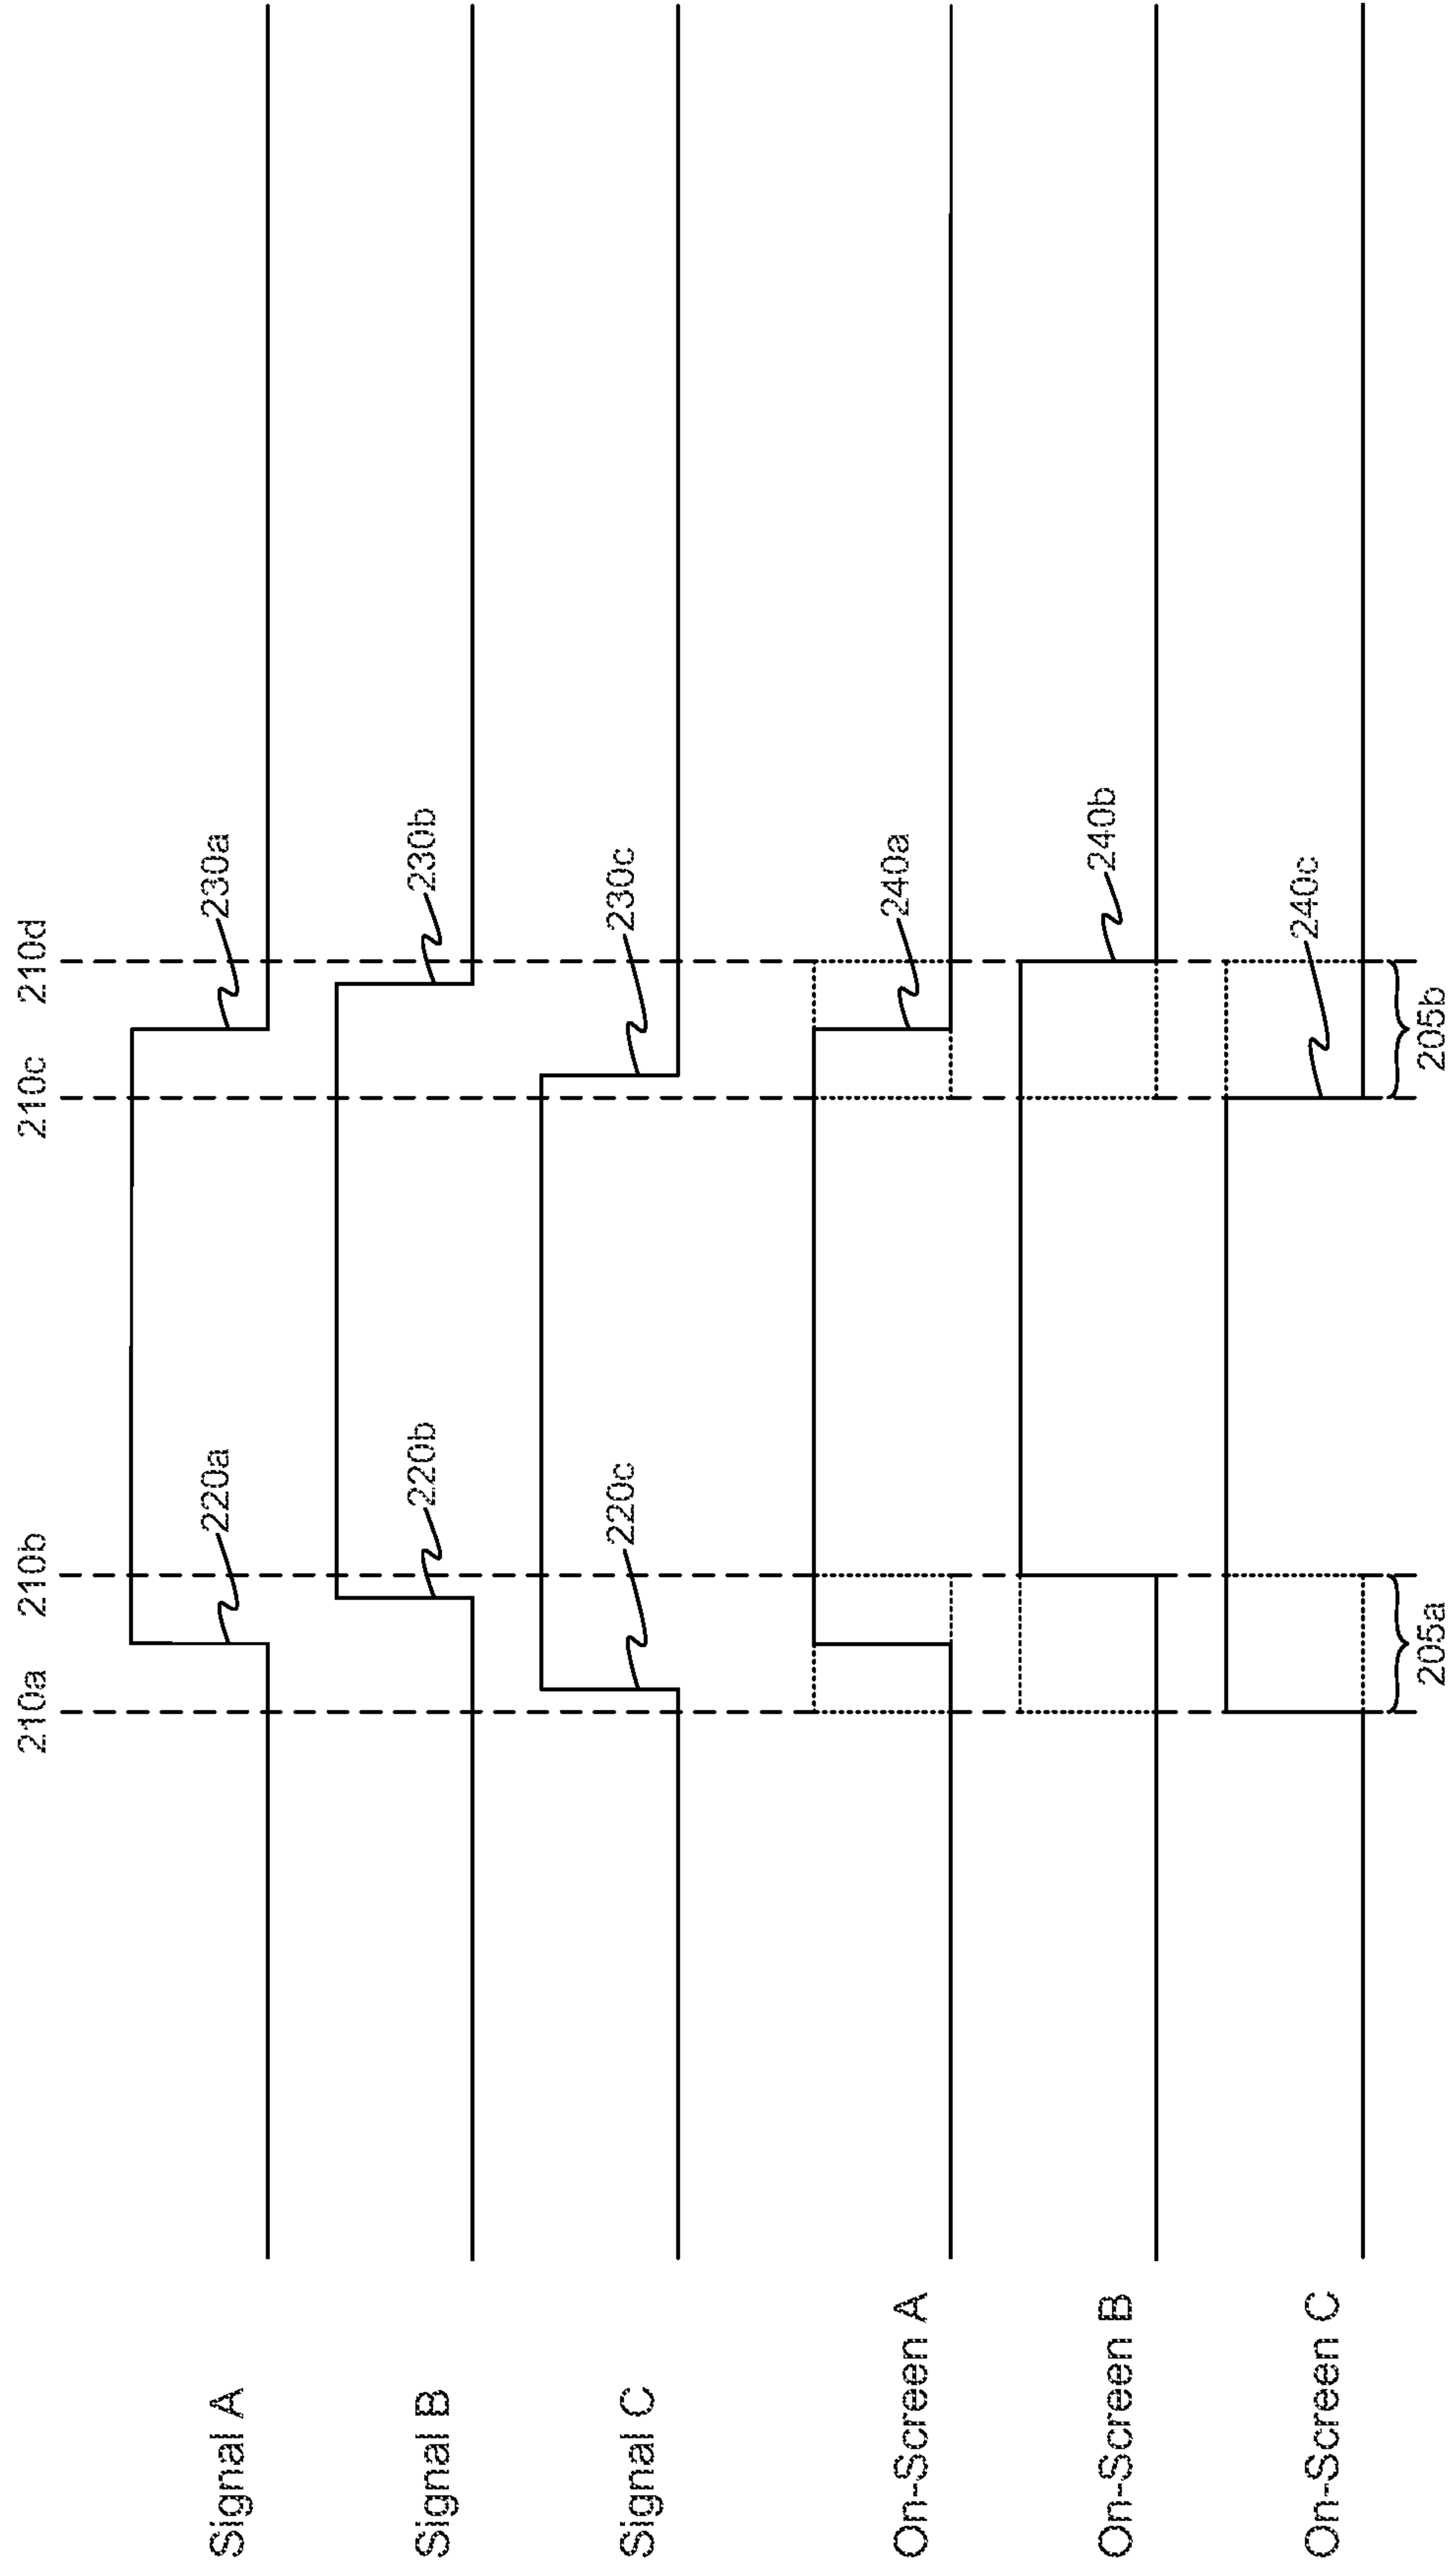 210a
210b
210c
210d
Signal A
220a
230a
Signal B
220b
230b
Signal C
220c
230c
On-Screen A
240a
On-Screen B
240b
On-Screen C
240c
205a
205b